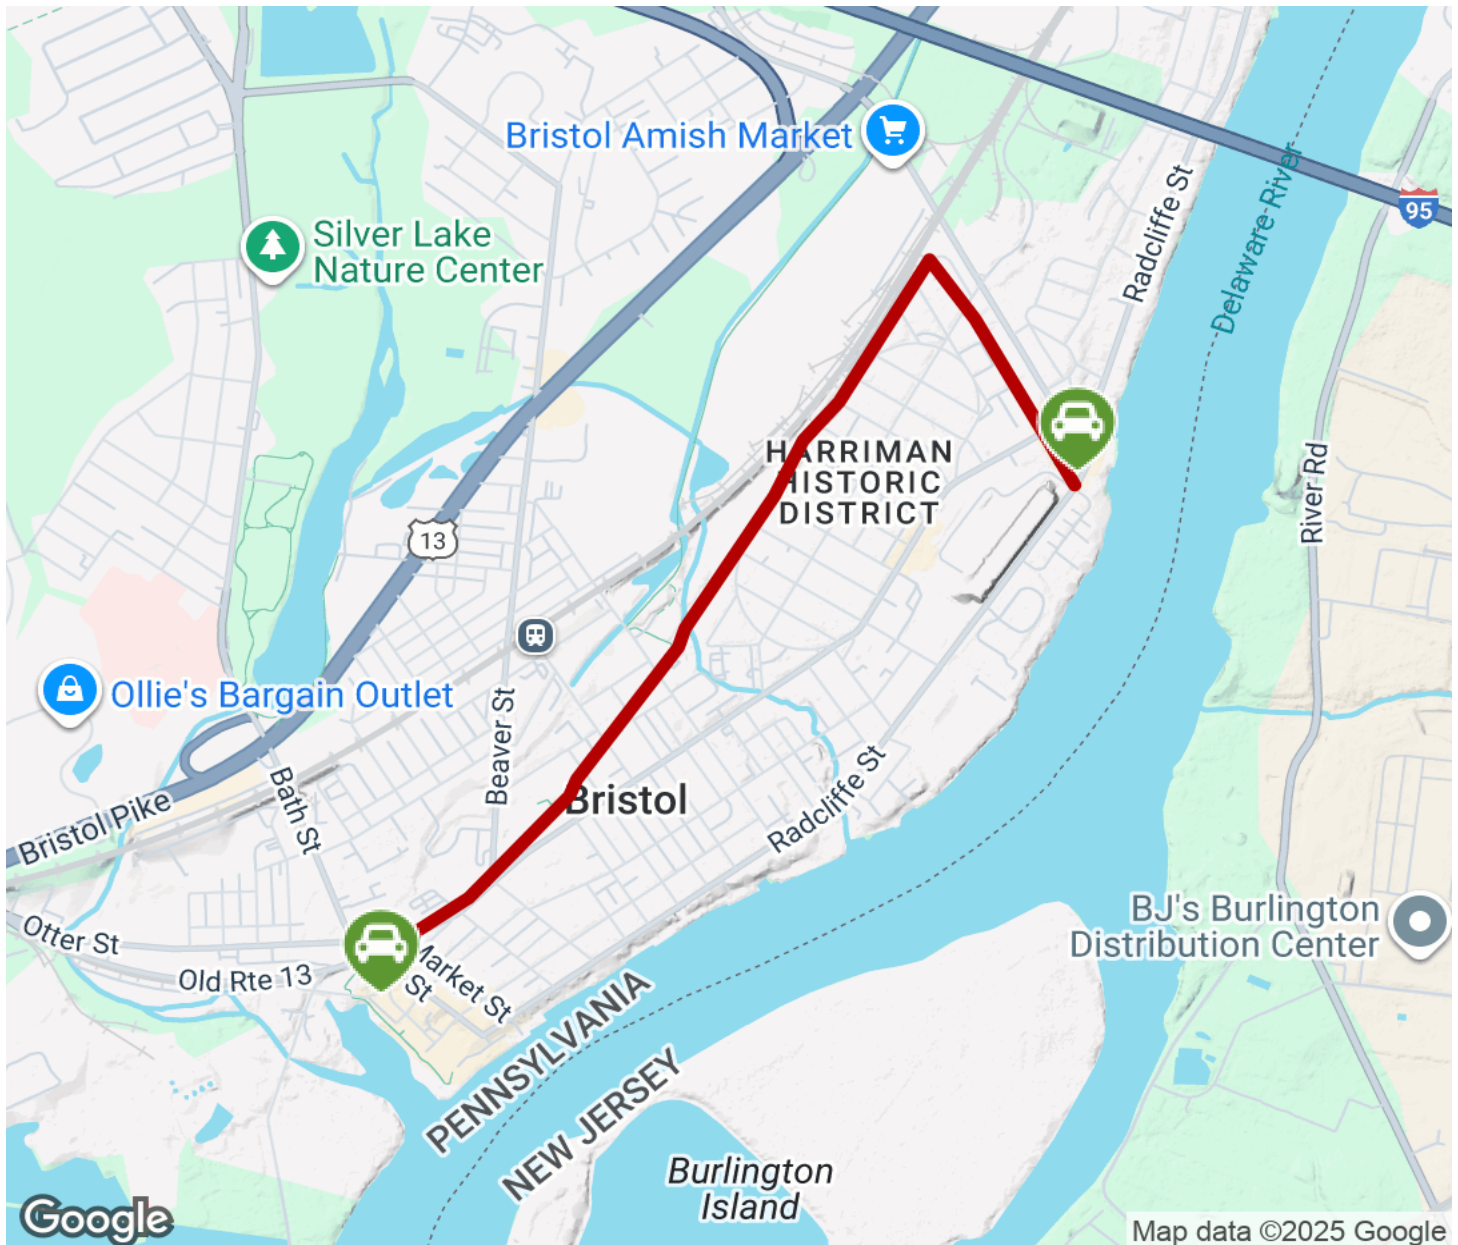 95
Bristol Amish Market
Radcliffe St
Delaware River
Silver Lake
Nature Center
HARRIMAN
HISTORIC
DISTRICT
River Rd
13
Ollie's Bargain Outlet
Beaver St
Bath St
Bristol Pike
Bristol
Radcliffe St
BJ's Burlington
Distribution Center
Otter St
Old Rte 13
Market St
St
PENNSYLVANIA
NEW JERSEY
Burlington
Island
Google
Map data ©2025 Google